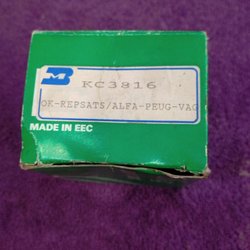 KC3816
OK-REPSATS/ALFA-PEUG-VAG
MADE IN EEC